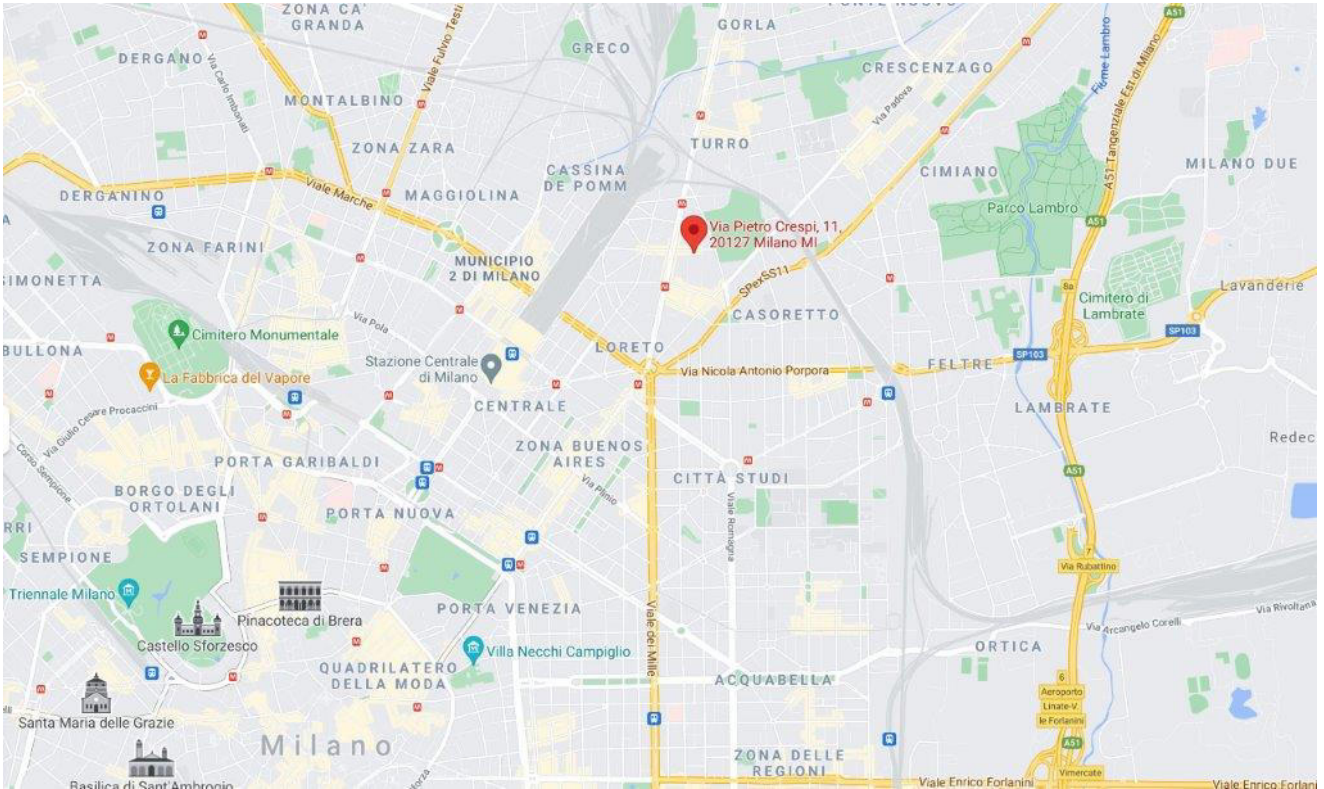 ZONA CA'
GRANDA
GORLA
A51
DERGANO
Via Carlo Imbonati
Viale Fulvio Testi
GRECO
CRESCENZAGO
Fiume Lambro
A51 Tangenziale Est di Milano
MONTALBINO
Via Padova
ZONA ZARA
TURRO
CASSINA
DE POMM
CIMIANO
MILANO DUE
DERGANINO
Viale Marche
MAGGIOLINA
Parco Lambro
A51
Via Pietro Crespi, 11,
20127 Milano MI
ZONA FARINI
MUNICIPIO
2 DI MILANO
SPexSS11
SIMONETTA
8a
Lavanderie
Cimitero di
Lambrate
Via Pola
CASORETTO
Cimitero Monumentale
SP103
BULLONA
LORETO
Stazione Centrale
di Milano
SP103
FELTRE
Via Nicola Antonio Porpora
La Fabbrica del Vapore
CENTRALE
LAMBRATE
Via Giulio Cesare Procaccini
Corso Sempione
ZONA BUENOS
AIRES
Redec
PORTA GARIBALDI
A51
CITTÀ STUDI
BORGO DEGLI
ORTOLANI
Via Plinio
PORTA NUOVA
Viale Romagna
RRI
SEMPIONE
7
Via Rubattino
Triennale Milano
Pinacoteca di Brera
PORTA VENEZIA
Viale dei Mille
Via Rivoltana
Via Arcangelo Corelli
Castello Sforzesco
Villa Necchi Campiglio
ORTICA
QUADRILATERO
DELLA MODA
ACQUABELLA
6
Aeroporto
Linate-V.
le Forlanini
Santa Maria delle Grazie
Milano
A51
ZONA DELLE
REGIONI
Vimercate
Basilica di Sant'Ambrogio
Viale Enrico Forlanini
Viale Enrico Forlani